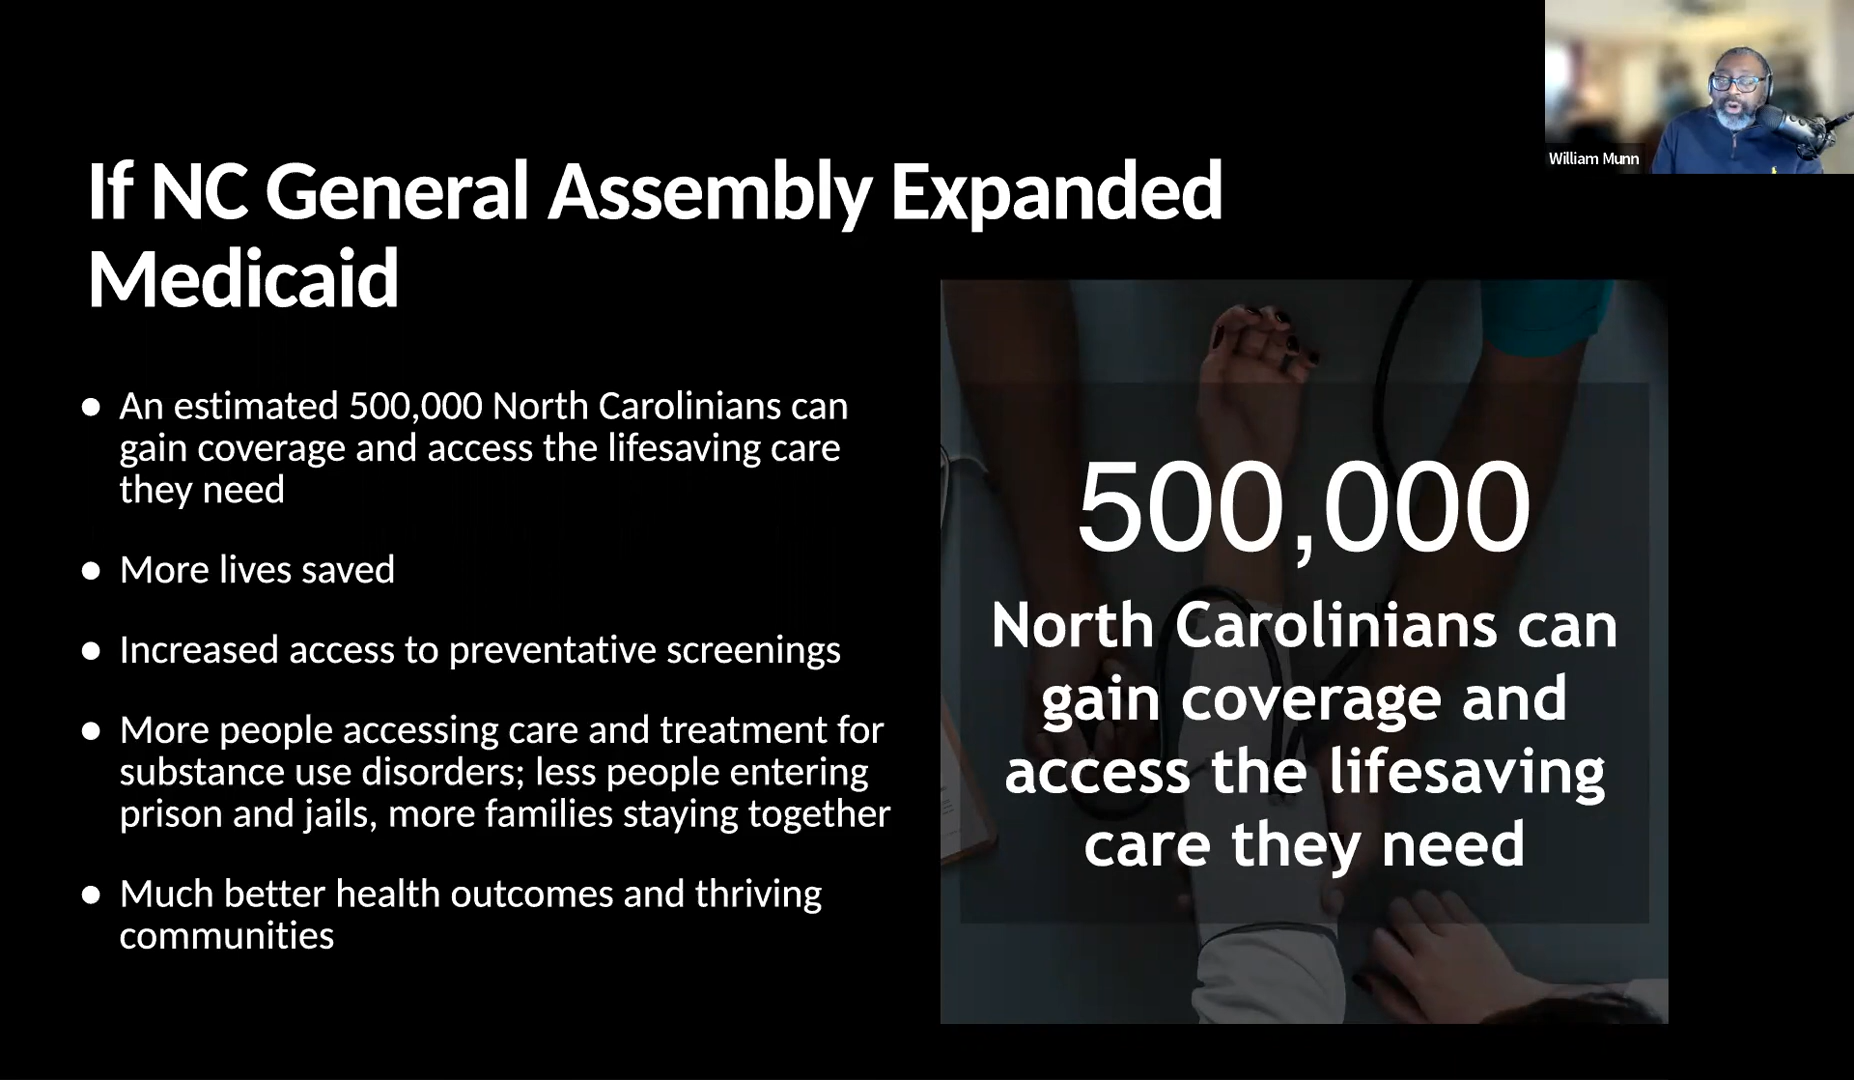 William Munn
If NC General Assembly Expanded
Medicaid
● An estimated 500,000 North Carolinians can
gain coverage and access the lifesaving care
they need
● More lives saved
● Increased access to preventative screenings
● More people accessing care and treatment for
substance use disorders; less people entering
prison and jails, more families staying together
● Much better health outcomes and thriving
communities
500,000
North Carolinians can
gain coverage and
access the lifesaving
care they need